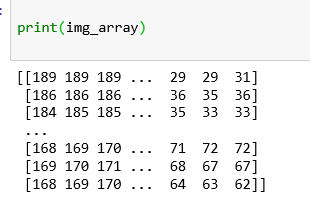 print(img_array)
[[189 189 189 ... 29 29 31]
[186 186 186 ... 36 35 36]
[184 185 185 ... 35 33 33]
...
[168 169 170 ... 71 72 72]
[169 170 171 ... 68 67 67]
[168 169 170 ... 64 63 62]]